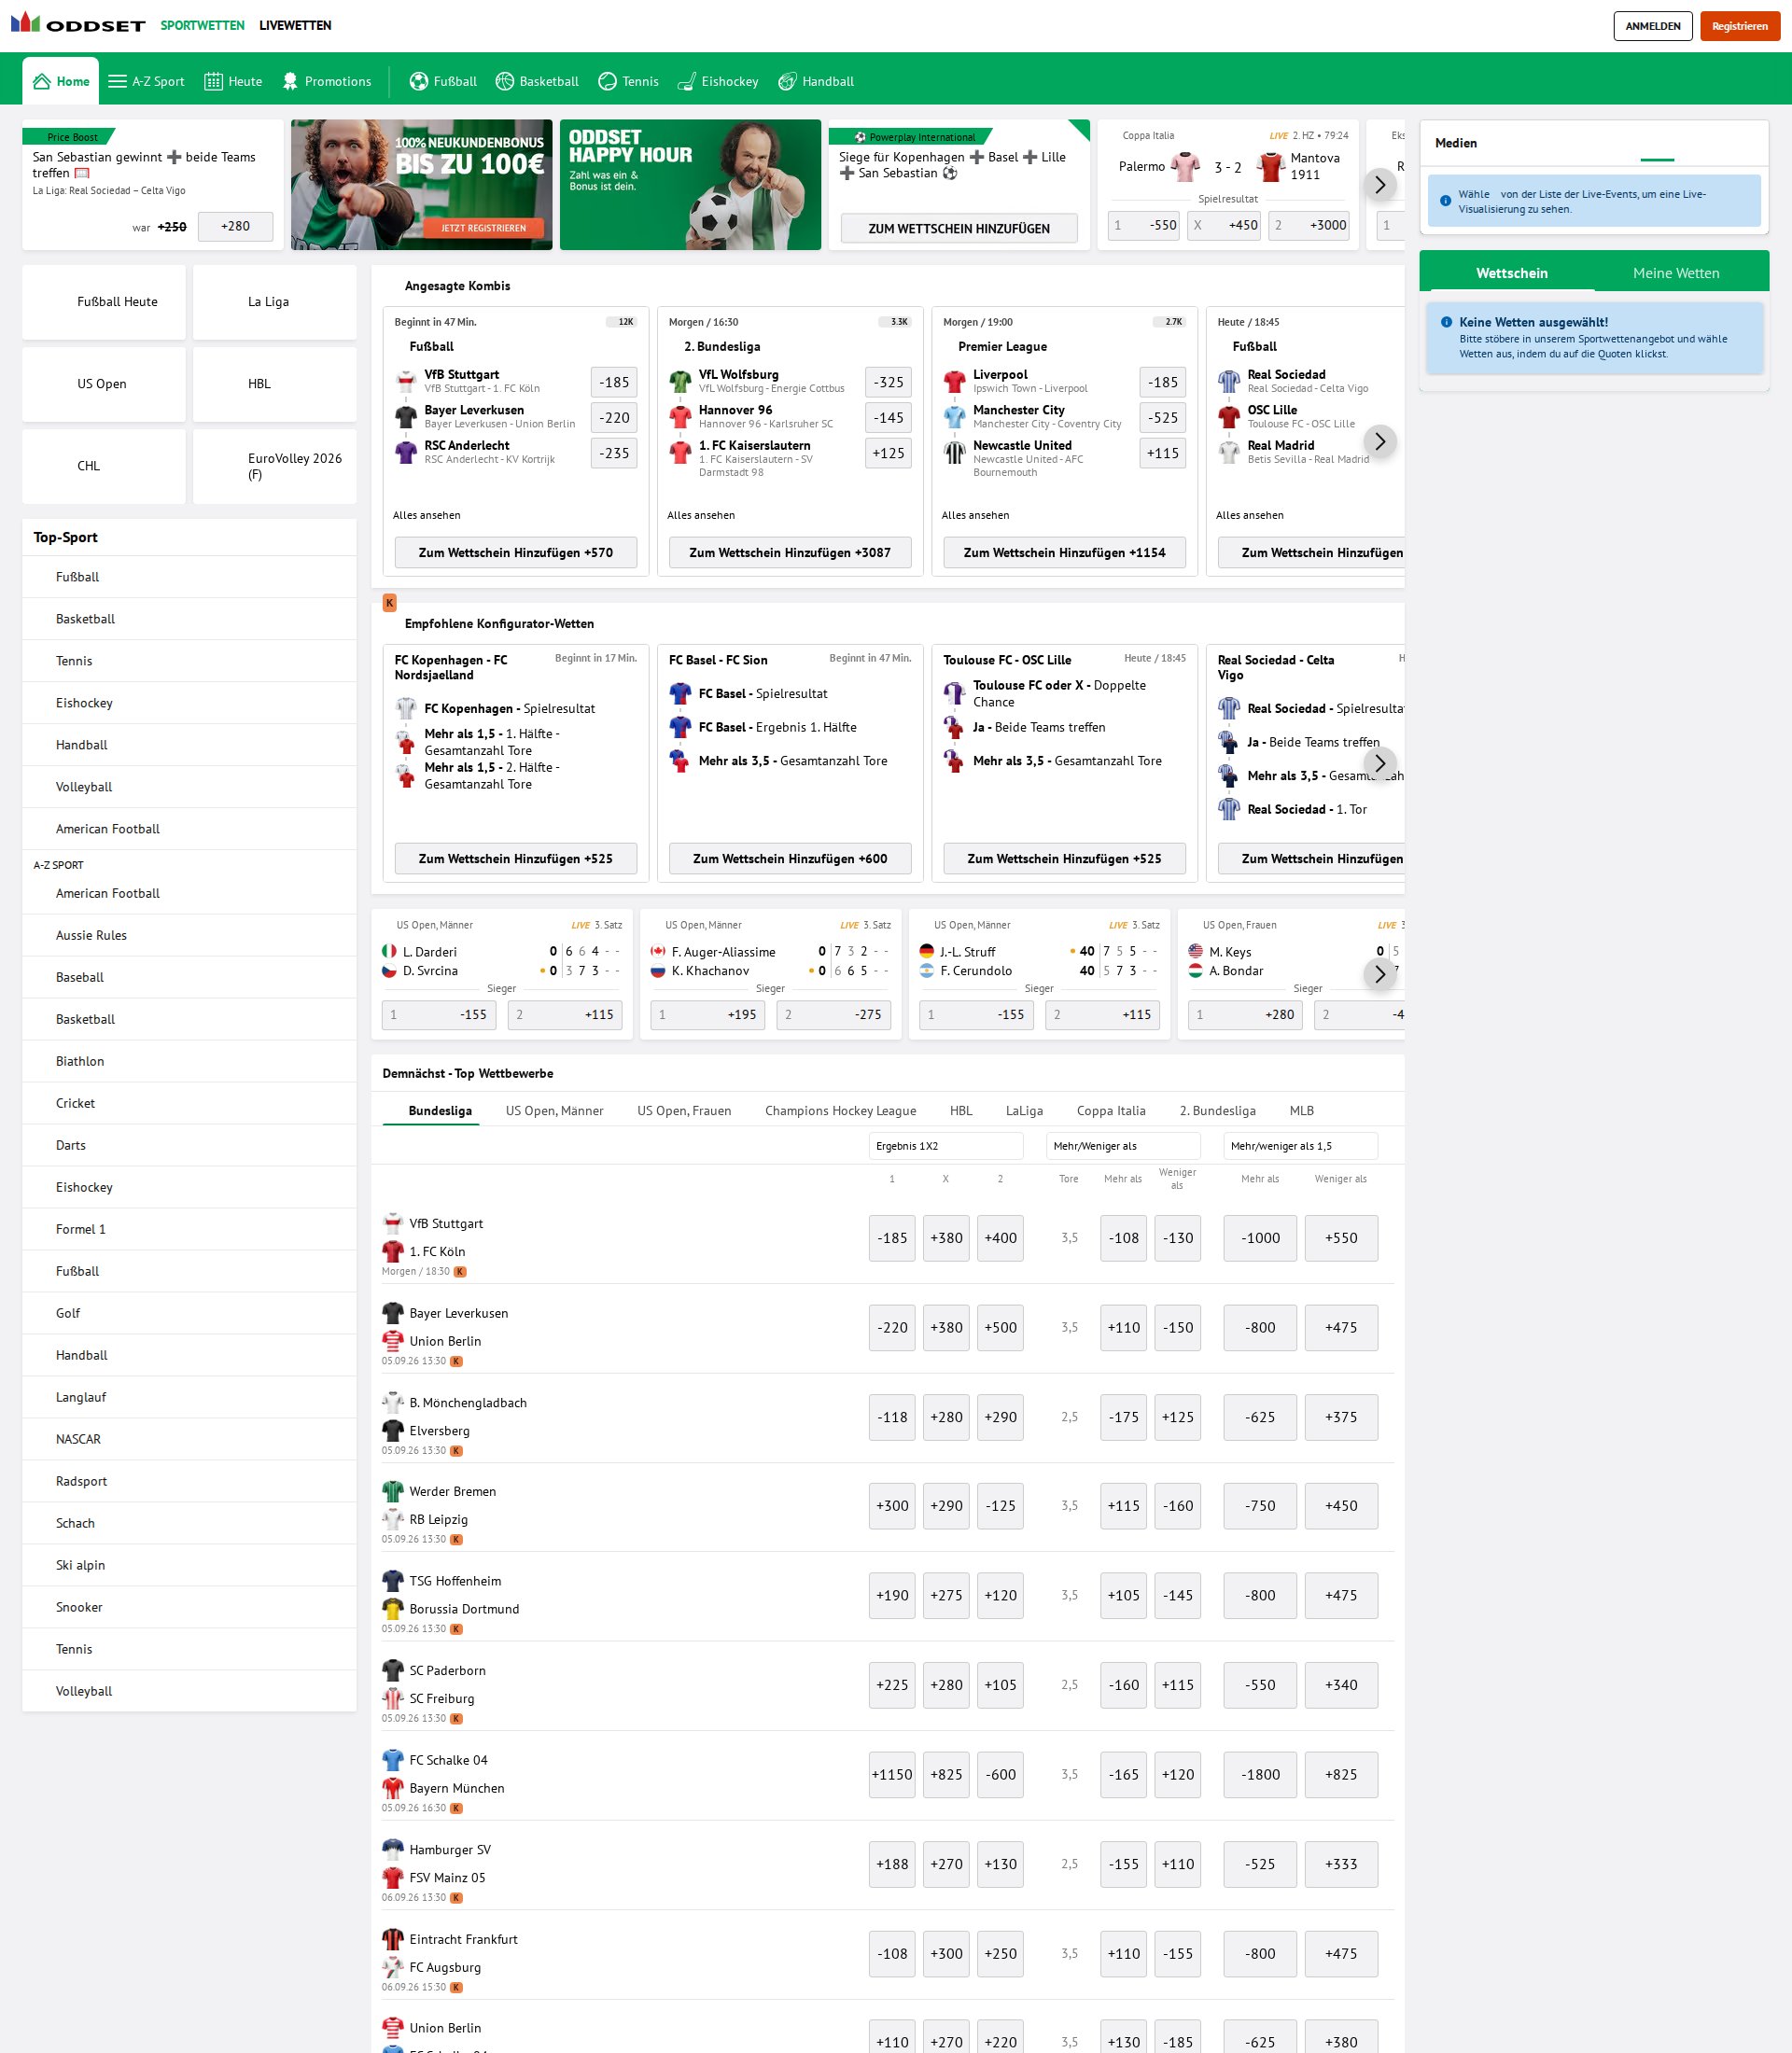 ODDSET SPORTWETTEN LIVEWETTEN
ANMELDEN Registrieren
Home A-Z Sport Heute Promotions Fußball Basketball Tennis Eishockey Handball
Price Boost
San Sebastian gewinnt ➕ beide Teams
treffen 🥅
La Liga: Real Sociedad – Celta Vigo
war +250 +280
100% NEUKUNDENBONUS
BIS ZU 100€
JETZT REGISTRIEREN
ODDSET
HAPPY HOUR
Zahl was ein &
Bonus ist dein.
⚽ Powerplay International
Siege für Kopenhagen ➕ Basel ➕ Lille
➕ San Sebastian ⚽
ZUM WETTSCHEIN HINZUFÜGEN
Coppa Italia LIVE 2. HZ • 79:24
Palermo 3 - 2 Mantova
1911
Spielresultat
1 -550 X +450 2 +3000
Eks
R
1
Medien
Wähle von der Liste der Live-Events, um eine Live-
Visualisierung zu sehen.
Wettschein Meine Wetten
Keine Wetten ausgewählt!
Bitte stöbere in unserem Sportwettenangebot und wähle
Wetten aus, indem du auf die Quoten klickst.
Fußball Heute La Liga
US Open HBL
CHL EuroVolley 2026
(F)
Top-Sport
Fußball
Basketball
Tennis
Eishockey
Handball
Volleyball
American Football
A-Z SPORT
American Football
Aussie Rules
Baseball
Basketball
Biathlon
Cricket
Darts
Eishockey
Formel 1
Fußball
Golf
Handball
Langlauf
NASCAR
Radsport
Schach
Ski alpin
Snooker
Tennis
Volleyball
Angesagte Kombis
Beginnt in 47 Min. 12K
Fußball
VfB Stuttgart -185
VfB Stuttgart - 1. FC Köln
Bayer Leverkusen -220
Bayer Leverkusen - Union Berlin
RSC Anderlecht -235
RSC Anderlecht - KV Kortrijk
Alles ansehen
Zum Wettschein Hinzufügen +570
Morgen / 16:30 3.3K
2. Bundesliga
VfL Wolfsburg -325
VfL Wolfsburg - Energie Cottbus
Hannover 96 -145
Hannover 96 - Karlsruher SC
1. FC Kaiserslautern +125
1. FC Kaiserslautern - SV
Darmstadt 98
Alles ansehen
Zum Wettschein Hinzufügen +3087
Morgen / 19:00 2.7K
Premier League
Liverpool -185
Ipswich Town - Liverpool
Manchester City -525
Manchester City - Coventry City
Newcastle United +115
Newcastle United - AFC
Bournemouth
Alles ansehen
Zum Wettschein Hinzufügen +1154
Heute / 18:45
Fußball
Real Sociedad
Real Sociedad - Celta Vigo
OSC Lille
Toulouse FC - OSC Lille
Real Madrid
Betis Sevilla - Real Madrid
Alles ansehen
Zum Wettschein Hinzufügen
K
Empfohlene Konfigurator-Wetten
FC Kopenhagen - FC Beginnt in 17 Min.
Nordsjaelland
FC Kopenhagen - Spielresultat
Mehr als 1,5 - 1. Hälfte -
Gesamtanzahl Tore
Mehr als 1,5 - 2. Hälfte -
Gesamtanzahl Tore
Zum Wettschein Hinzufügen +525
FC Basel - FC Sion Beginnt in 47 Min.
FC Basel - Spielresultat
FC Basel - Ergebnis 1. Hälfte
Mehr als 3,5 - Gesamtanzahl Tore
Zum Wettschein Hinzufügen +600
Toulouse FC - OSC Lille Heute / 18:45
Toulouse FC oder X - Doppelte
Chance
Ja - Beide Teams treffen
Mehr als 3,5 - Gesamtanzahl Tore
Zum Wettschein Hinzufügen +525
Real Sociedad - Celta H
Vigo
Real Sociedad - Spielresultat
Ja - Beide Teams treffen
Mehr als 3,5 -
Real Sociedad - 1. Tor
Zum Wettschein Hinzufügen
US Open, Männer LIVE 3. Satz
L. Darderi 0 6 6 4 - -
D. Svrcina 0 3 7 3 - -
Sieger
1 -155 2 +115
US Open, Männer LIVE 3. Satz
F. Auger-Aliassime 0 7 3 2 - -
K. Khachanov 0 6 6 5 - -
Sieger
1 +195 2 -275
US Open, Männer LIVE 3. Satz
J.-L. Struff 40 7 5 5 - -
F. Cerundolo 40 5 7 3 - -
Sieger
1 -155 2 +115
US Open, Frauen LIVE 3
M. Keys 0 5
A. Bondar 7
Sieger
1 +280 2 -4
Demnächst - Top Wettbewerbe
Bundesliga US Open, Männer US Open, Frauen Champions Hockey League HBL LaLiga Coppa Italia 2. Bundesliga MLB
Ergebnis 1X2 Mehr/Weniger als Mehr/weniger als 1,5
1 X 2 Tore Mehr als Weniger als Mehr als Weniger als
VfB Stuttgart
1. FC Köln
Morgen / 18:30 K
-185 +380 +400 3,5 -108 -130 -1000 +550
Bayer Leverkusen
Union Berlin
05.09.26 13:30 K
-220 +380 +500 3,5 +110 -150 -800 +475
B. Mönchengladbach
Elversberg
05.09.26 13:30 K
-118 +280 +290 2,5 -175 +125 -625 +375
Werder Bremen
RB Leipzig
05.09.26 13:30 K
+300 +290 -125 3,5 +115 -160 -750 +450
TSG Hoffenheim
Borussia Dortmund
05.09.26 13:30 K
+190 +275 +120 3,5 +105 -145 -800 +475
SC Paderborn
SC Freiburg
05.09.26 13:30 K
+225 +280 +105 2,5 -160 +115 -550 +340
FC Schalke 04
Bayern München
05.09.26 16:30 K
+1150 +825 -600 3,5 -165 +120 -1800 +825
Hamburger SV
FSV Mainz 05
06.09.26 13:30 K
+188 +270 +130 2,5 -155 +110 -525 +333
Eintracht Frankfurt
FC Augsburg
06.09.26 15:30 K
-108 +300 +250 3,5 +110 -155 -800 +475
Union Berlin
+110 +270 +220 3,5 +130 -185 -625 +380